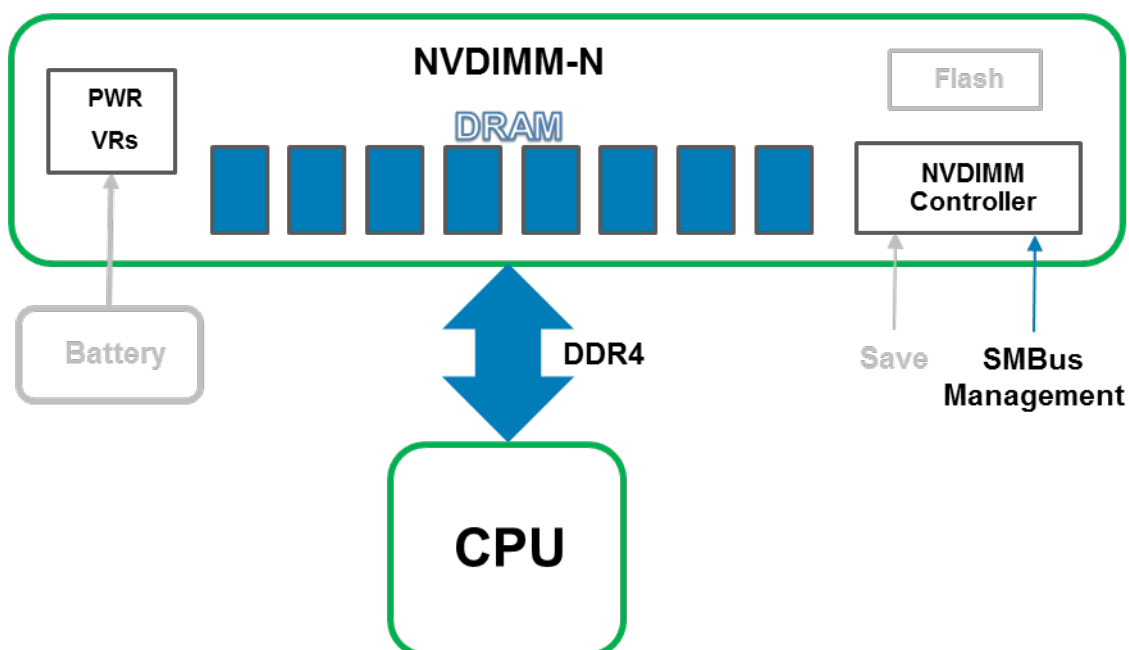 NVDIMM-N
PWR
VRs
DRAM
Flash
NVDIMM
Controller
Battery
DDR4
Save
SMBus
Management
CPU